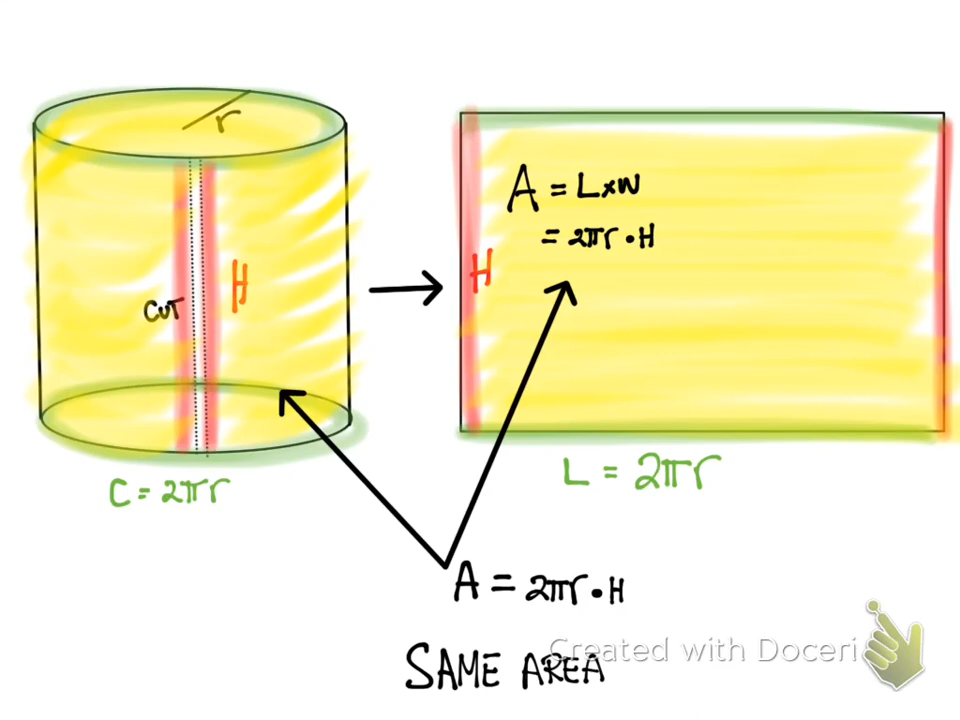 r
CUT
H
C = 2πr
H
A = L×W
= 2πr · H
L = 2πr
A = 2πr · H
SAME AREA
Created with Doceri